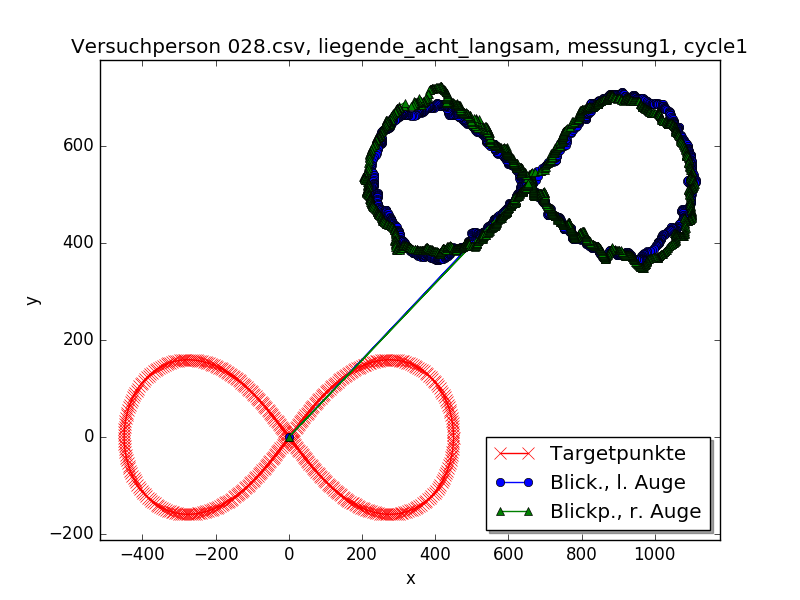 Versuchperson 028.csv, liegende_acht_langsam, messung1, cycle1
y
600
400
200
0
−200
−400
−200
0
200
400
600
800
1000
x
Targetpunkte
Blick., l. Auge
Blickp., r. Auge